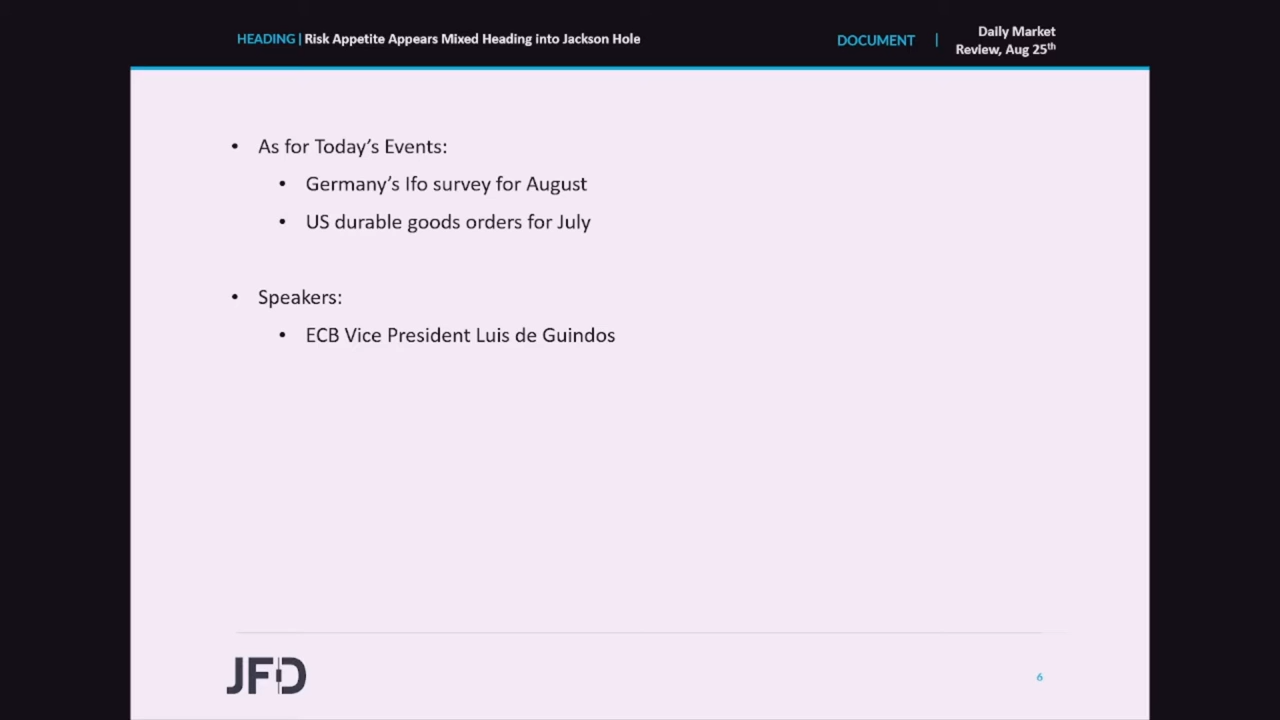 HEADING | Risk Appetite Appears Mixed Heading into Jackson Hole
DOCUMENT | Daily Market
Review, Aug 25th
• As for Today's Events:
• Germany's Ifo survey for August
• US durable goods orders for July
• Speakers:
• ECB Vice President Luis de Guindos
JFD
6